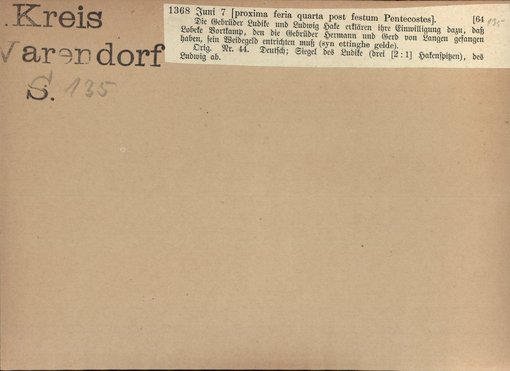 Kreis
Warendorf
S. 135
1368 Juni 7 [proxima feria quarta post festum Pentecostes]. [64
135
Die Gebrüder Ludike und Ludwig Hake erklären ihre Einwilligung dazu, daß
Lobeke Vortkamp, den die Gebrüder Hermann und Gerd von Langen gefangen
haben, sein Weidegeld entrichten muß (syn ettinghe gelde).
Orig. Nr. 44. Deutsch; Siegel des Ludike (drei [2 : 1] Hakenspitzen), des
Ludwig ab.